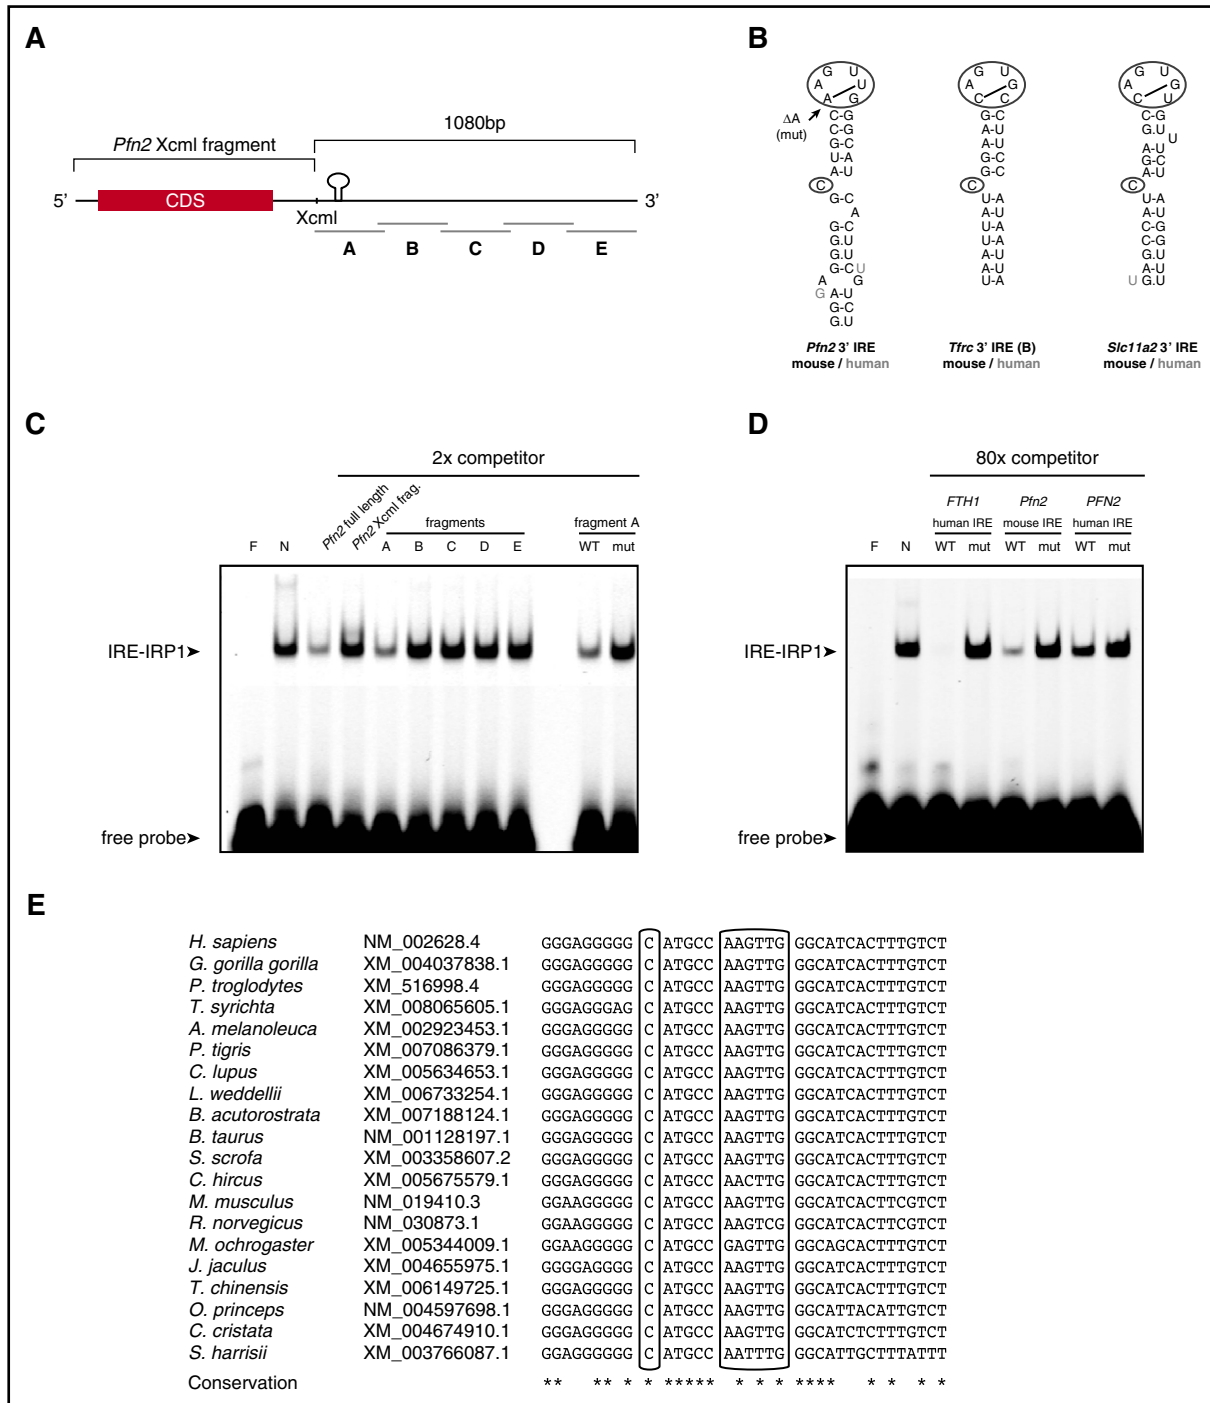 A
Pfn2 XcmI fragment
1080bp
5'
CDS
XcmI
3'
A B C D E
B
ΔA
(mut)
A A G U U G
C-G
C-G
G-C
U-A
A-U
C
G-C
A
G-C
G-U
G.U
G-C U
A G
G A-U
G-C
G.U
Pfn2 3' IRE
mouse / human
C A G U G C
G-C
A-U
A-U
G-C
G-C
C
U-A
A-U
U-A
A-U
A-U
U-A
Tfrc 3' IRE (B)
mouse / human
C A G U G U
C-G
G-U
U
A-U
G-C
A-U
C
U-A
A-U
C-G
C-G
G-U
A-U
U G.U
Slc11a2 3' IRE
mouse / human
C
2x competitor
Pfn2 full length
Pfn2 XcmI frag.
fragments
fragment A
F N A B C D E WT mut
IRE-IRP1
free probe
D
80x competitor
FTH1 Pfn2 PFN2
human IRE mouse IRE human IRE
F N WT mut WT mut WT mut
IRE-IRP1
free probe
E
H. sapiens NM_002628.4 GGGAGGGGG C ATGCC AAGTTG GGCATCACTTTGTCT
G. gorilla gorilla XM_004037838.1 GGGAGGGGG C ATGCC AAGTTG GGCATCACTTTGTCT
P. troglodytes XM_516998.4 GGGAGGGGG C ATGCC AAGTTG GGCATCACTTTGTCT
T. syrichta XM_008065605.1 GGGAGGGAG C ATGCC AAGTTG GGCATCACTTTGTCT
A. melanoleuca XM_002923453.1 GGGAGGGGG C ATGCC AAGTTG GGCATCACTTTGTCT
P. tigris XM_007086379.1 GGGAGGGGG C ATGCC AAGTTG GGCATCACTTTGTCT
C. lupus XM_005634653.1 GGGAGGGGG C ATGCC AAGTTG GGCATCACTTTGTCT
L. weddellii XM_006733254.1 GGGAGGGGG C ATGCC AAGTTG GGCATCACTTTGTCT
B. acutorostrata XM_007188124.1 GGGAGGGGG C ATGCC AAGTTG GGCATCACTTTGTCT
B. taurus NM_001128197.1 GGGAGGGGG C ATGCC AAGTTG GGCATCACTTTGTCT
S. scrofa XM_003358607.2 GGGAGGGGG C ATGCC AAGTTG GGCATCACTTTGTCT
C. hircus XM_005675579.1 GGGAGGGGG C ATGCC AACTTG GGCATCACTTTGTCT
M. musculus NM_019410.3 GGAAGGGGG C ATGCC AAGTTG GGCATCACTTCGTCT
R. norvegicus NM_030873.1 GGAAGGGGG C ATGCC AAGTCG GGCATCACTTCGTCT
M. ochrogaster XM_005344009.1 GGAAGGGGG C ATGCC GAGTTG GGCAGCACTTTGTCT
J. jaculus XM_004655975.1 GGGGAGGGG C ATGCC AAGTTG GGCATCACTTTGTCT
T. chinensis XM_006149725.1 GGGAGGGGG C ATGCC AAGTTG GGCATCACTTTGTCT
O. princeps NM_004597698.1 GGGAGGGGG C ATGCC AAGTTG GGCATTACATTGTCT
C. cristata XM_004674910.1 GGGAGGGGG C ATGCC AAGTTG GGCATCTCTTTGTCT
S. harrisii XM_003766087.1 GGAGGGGGG C ATGCC AATTTG GGCATTGCTTTATTT
Conservation ** ** * * ***** * * * **** * * * *